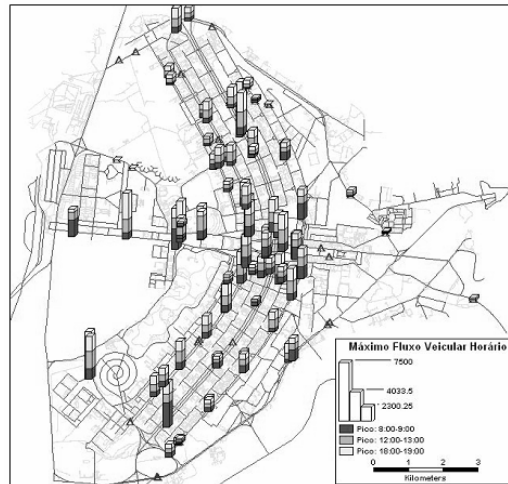 Máximo Fluxo Veicular Horário
7500
4033.5
2300.25
Pico: 8:00-9:00
Pico: 12:00-13:00
Pico: 18:00-19:00
0 1 2 3
Kilometers